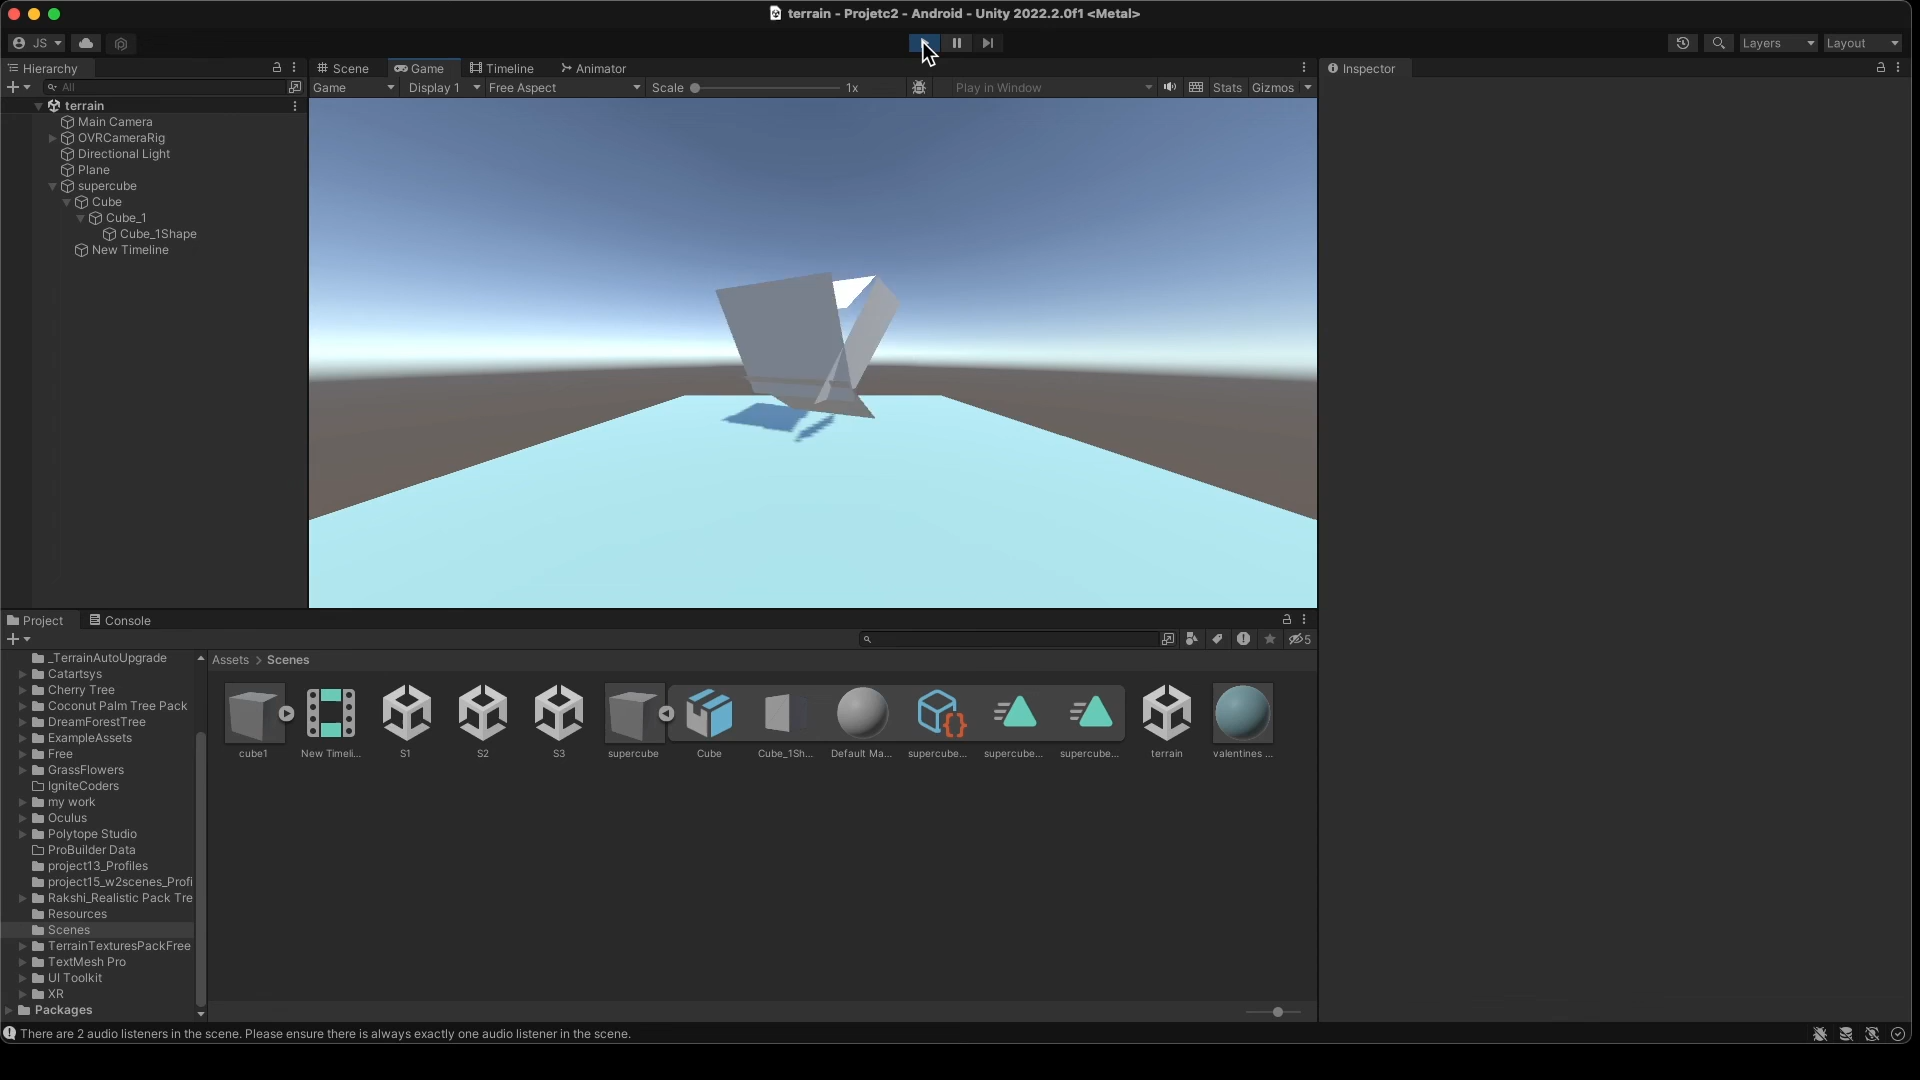 terrain - Projetc2 - Android - Unity 2022.2.0f1 <Metal>
JS
Layers
Layout
Hierarchy
Scene
Game
Timeline
Animator
Inspector
All
Game
Display 1
Free Aspect
Scale
1x
Play in Window
Stats
Gizmos
terrain
Main Camera
OVRCameraRig
Directional Light
Plane
supercube
Cube
Cube_1
Cube_1Shape
New Timeline
Project
Console
5
_TerrainAutoUpgrade
Catartsys
Cherry Tree
Coconut Palm Tree Pack
DreamForestTree
ExampleAssets
Free
GrassFlowers
IgniteCoders
my work
Oculus
Polytope Studio
ProBuilder Data
project13_Profiles
project15_w2scenes_Profi
Rakshi_Realistic Pack Tre
Resources
Scenes
TerrainTexturesPackFree
TextMesh Pro
UI Toolkit
XR
Packages
Assets > Scenes
cube1
New Timeli...
S1
S2
S3
supercube
Cube
Cube_1Sh...
Default Ma...
supercube...
supercube...
supercube...
terrain
valentines ...
There are 2 audio listeners in the scene. Please ensure there is always exactly one audio listener in the scene.